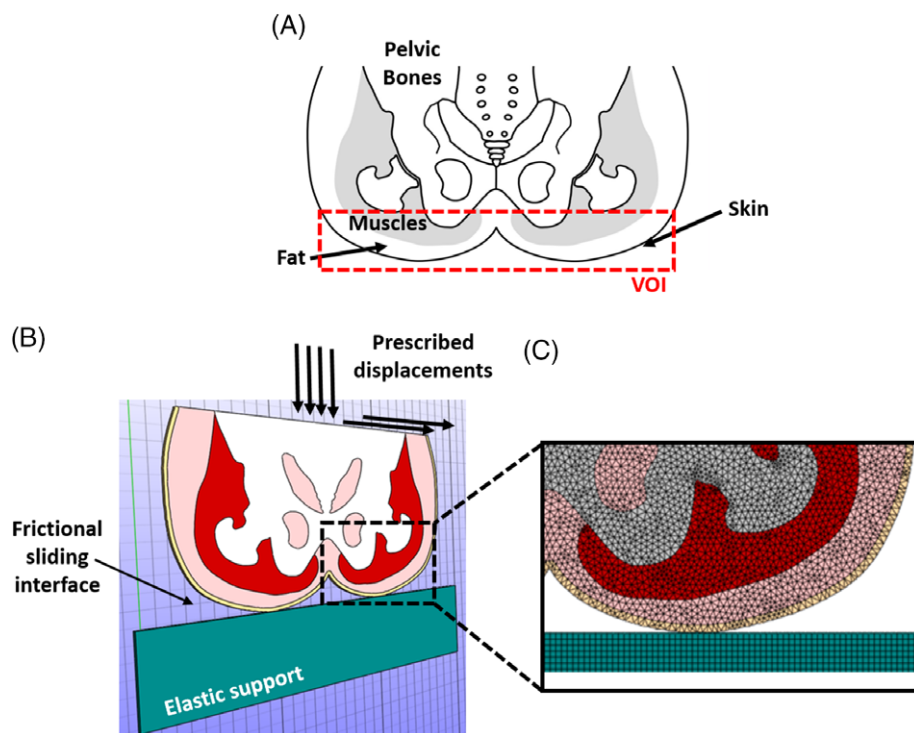 (A)
Pelvic
Bones
Skin
Muscles
Fat
VOI
(B)
Prescribed
displacements
(C)
Frictional
sliding
interface
Elastic support